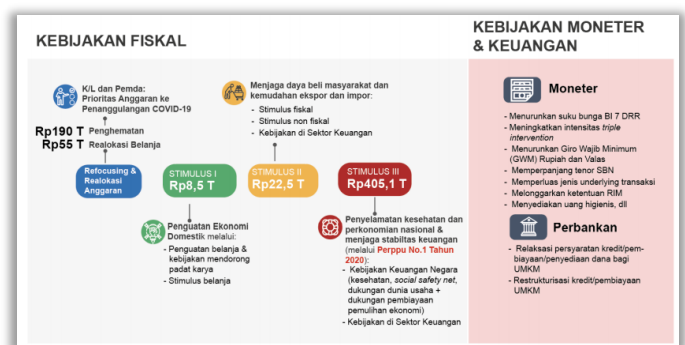 KEBIJAKAN FISKAL
K/L dan Pemda:
Prioritas Anggaran ke
Penanggulangan COVID-19
Rp190 T Penghematan
Rp55 T Realokasi Belanja
Refocusing &
Realokasi
Anggaran
STIMULUS I
Rp8,5 T
Penguatan Ekonomi
Domestik melalui:
- Penguatan belanja &
kebijakan mendorong
padat karya
- Stimulus belanja
Menjaga daya beli masyarakat dan
kemudahan ekspor dan impor:
- Stimulus fiskal
- Stimulus non fiskal
- Kebijakan di Sektor Keuangan
STIMULUS II
Rp22,5 T
STIMULUS III
Rp405,1 T
Penyelamatan kesehatan dan
perkonomian nasional &
menjaga stabiltas keuangan
(melalui Perppu No.1 Tahun
2020):
- Kebijakan Keuangan Negara
(kesehatan, social safety net,
dukungan dunia usaha +
dukungan pembiayaan
pemulihan ekonomi)
- Kebijakan di Sektor Keuangan
KEBIJAKAN MONETER
& KEUANGAN
Moneter
- Menurunkan suku bunga BI 7 DRR
- Meningkatkan intensitas triple
intervention
- Menurunkan Giro Wajib Minimum
(GWM) Rupiah dan Valas
- Memperpanjang tenor SBN
- Memperluas jenis underlying transaksi
- Melonggarkan ketentuan RIM
- Menyediakan uang higienis, dll
Perbankan
- Relaksasi persyaratan kredit/pem-
biayaan/penyediaan dana bagi
UMKM
- Restrukturisasi kredit/pembiayaan
UMKM